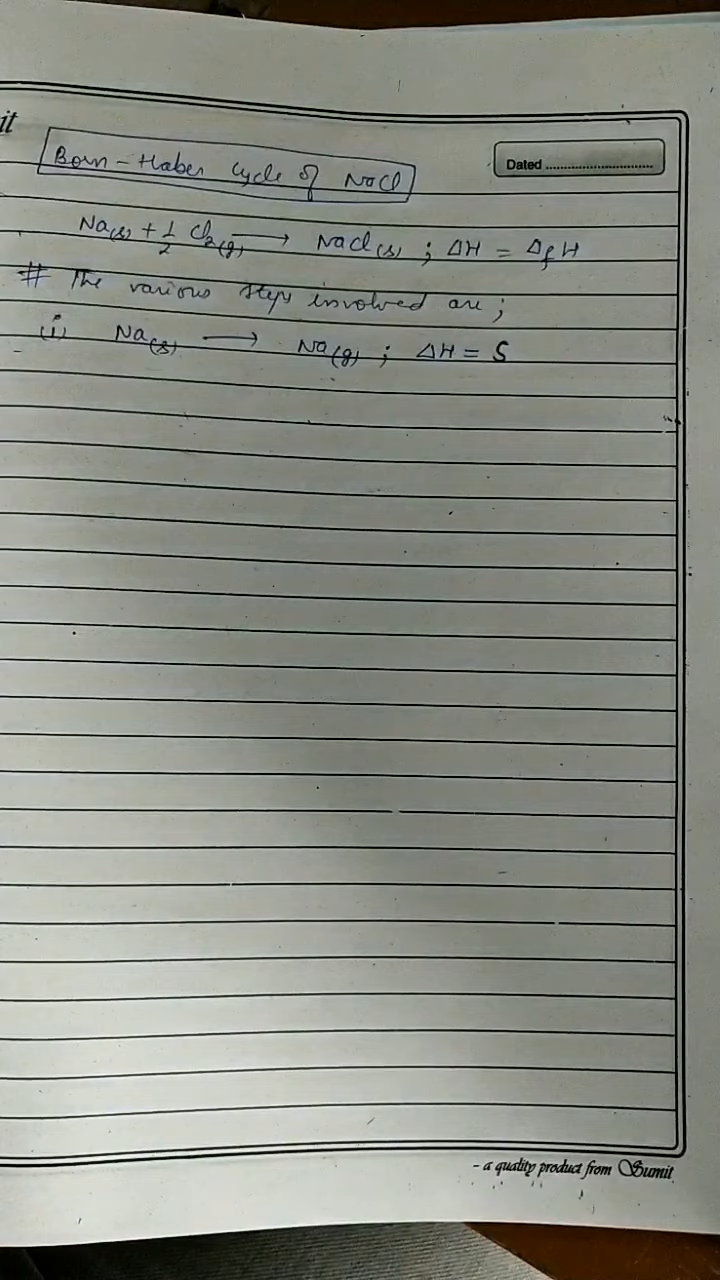 it
Born-Haber Cycle of NaCl
Dated ..............................
Na(s) + 1/2 Cl2(g) ⟶ NaCl(s) ; ΔH = ΔfH
# The various steps involved are;
(i) Na(s) ⟶ Na(g) ; ΔH = S
- a quality product from Sumit